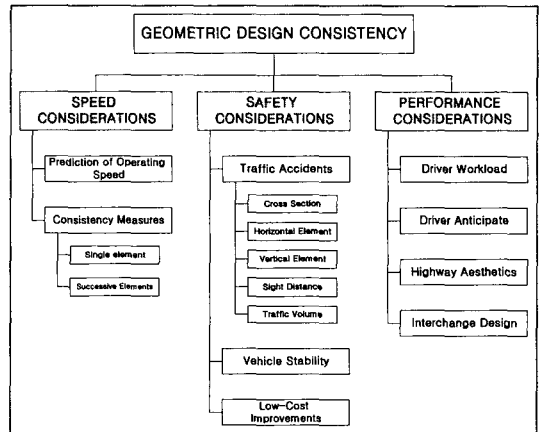 GEOMETRIC DESIGN CONSISTENCY
SPEED
CONSIDERATIONS
Prediction of Operating
Speed
Consistency Measures
Single element
Successive Elements
SAFETY
CONSIDERATIONS
Traffic Accidents
Cross Section
Horizontal Element
Vertical Element
Sight Distance
Traffic Volume
Vehicle Stability
Low-Cost
Improvements
PERFORMANCE
CONSIDERATIONS
Driver Workload
Driver Anticipate
Highway Aesthetics
Interchange Design